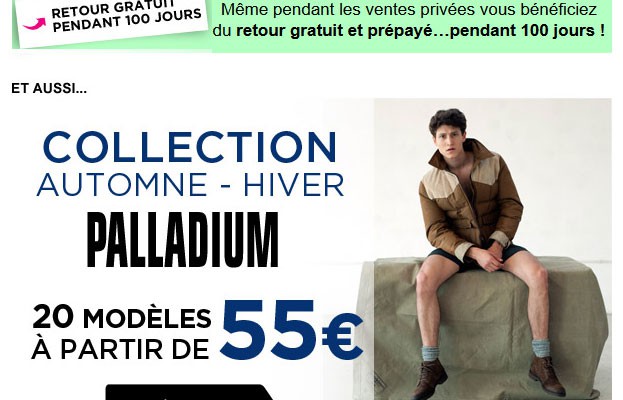 RETOUR GRATUIT
PENDANT 100 JOURS
Même pendant les ventes privées vous bénéficiez
du retour gratuit et prépayé…pendant 100 jours !
ET AUSSI...
COLLECTION
AUTOMNE - HIVER
PALLADIUM
20 MODÈLES
À PARTIR DE 55€